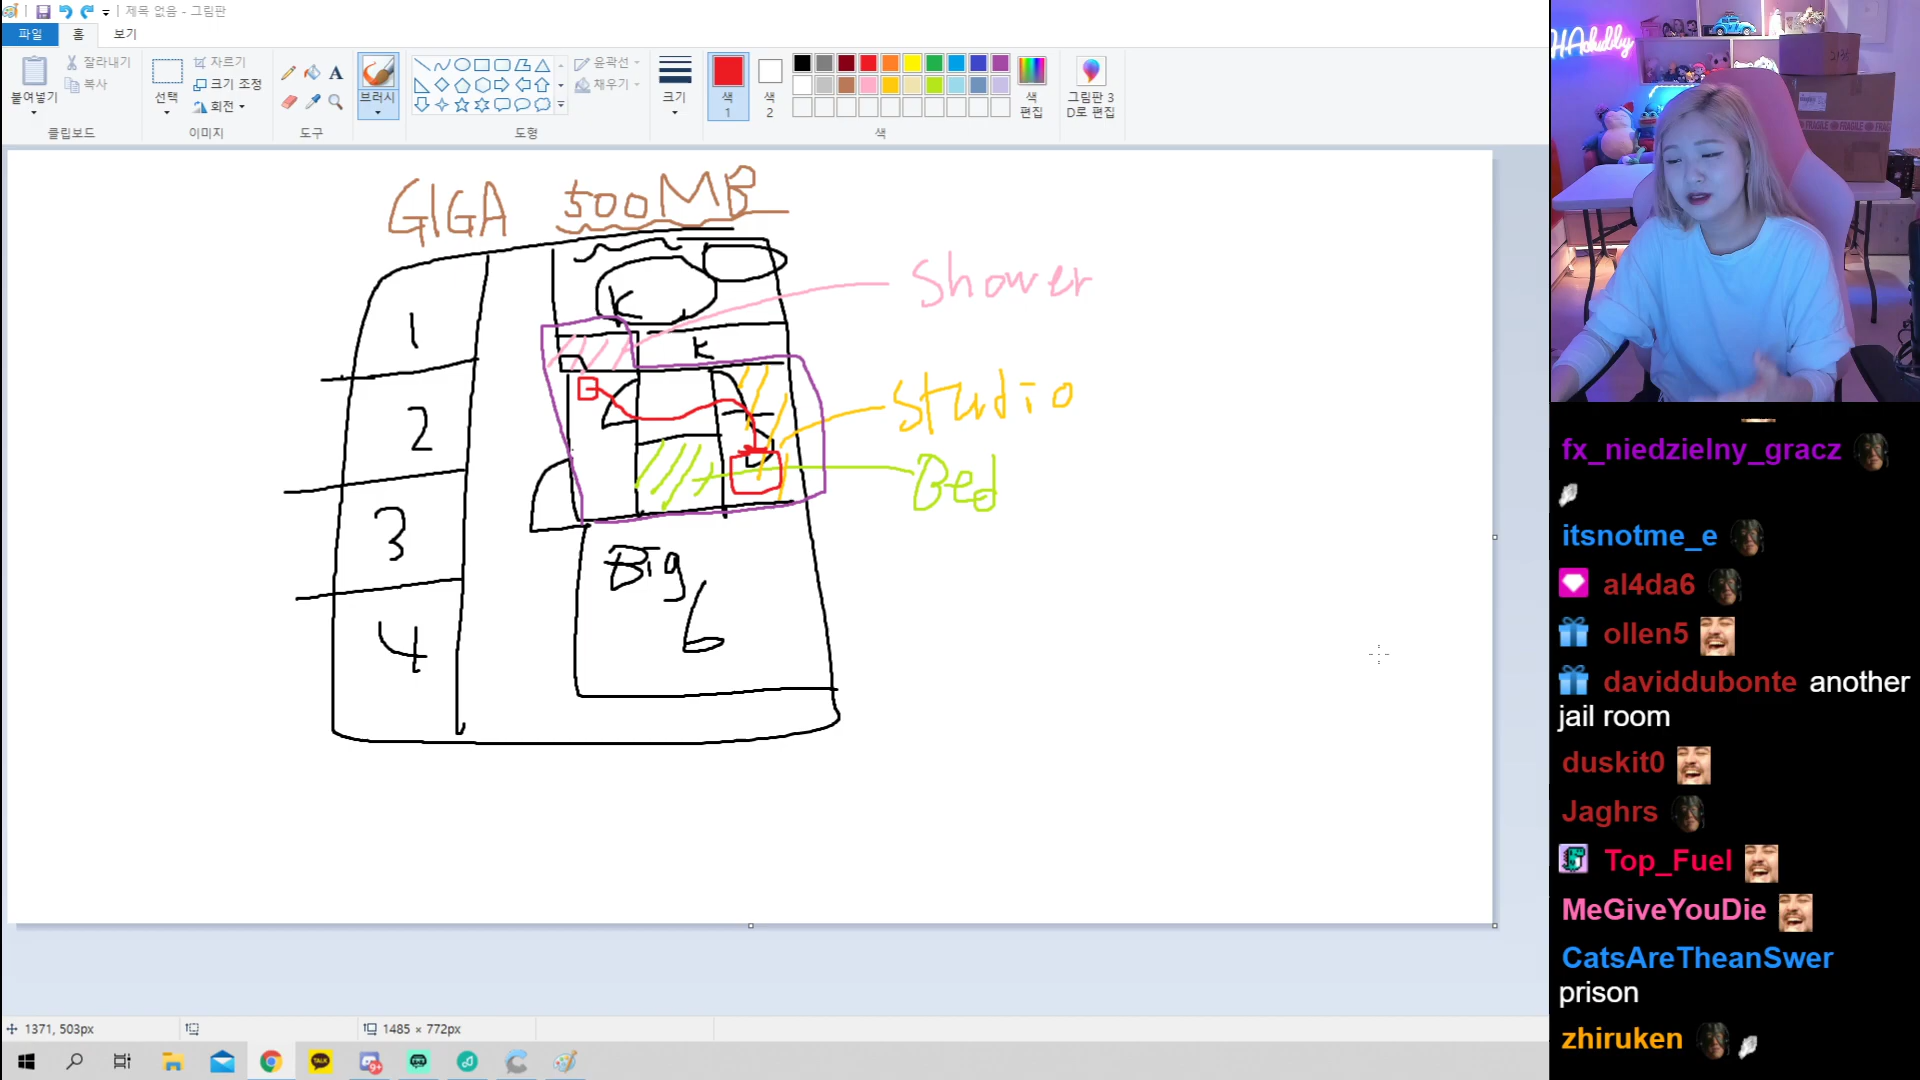 제목 없음 - 그림판
파일 홈 보기
붙여넣기
잘라내기
복사
클립보드
선택
자르기
크기 조정
회전
이미지
A
도구
브러시
윤곽선
채우기
도형
크기
색 1
색 2
색 편집
색
그림판 3D로 편집
GIGA 500MB
K
Shower
1
K
2
Studio
Bed
3
Big
6
4
1371, 503px
1485 × 772px
TALK
9+
HAchubby
FRAGILE FRAGILE
fx_niedzielny_gracz
itsnotme_e
al4da6
ollen5
daviddubonte another
jail room
duskit0
Jaghrs
Top_Fuel
MeGiveYouDie
CatsAreTheanSwer
prison
zhiruken